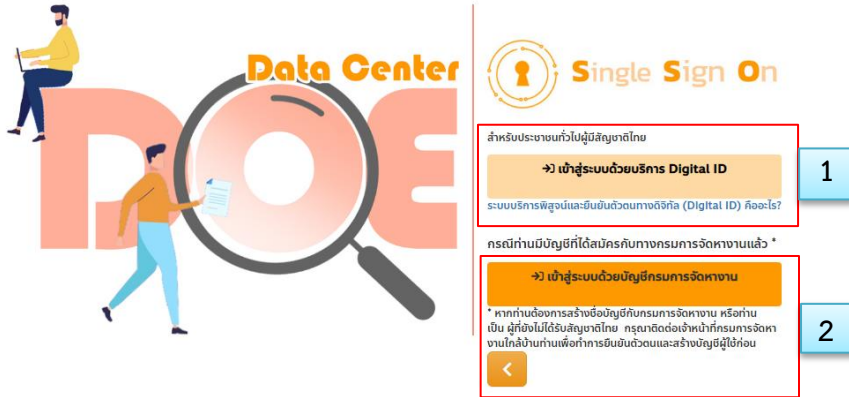 Data Center
DOE
Single Sign On
สำหรับประชาชนทั่วไปผู้มีสัญชาติไทย
เข้าสู่ระบบด้วยบริการ Digital ID
ระบบบริการพิสูจน์และยืนยันตัวตนทางดิจิทัล (Digital ID) คืออะไร?
1
กรณีท่านมีบัญชีที่ได้สมัครกับทางกรมการจัดหางานแล้ว *
เข้าสู่ระบบด้วยบัญชีกรมการจัดหางาน
* หากท่านต้องการสร้างชื่อบัญชีกับกรมการจัดหางาน หรือท่าน
เป็น ผู้ที่ยังไม่ได้รับสัญชาติไทย กรุณาติดต่อเจ้าหน้าที่กรมการจัดหา
งานใกล้บ้านท่านเพื่อทำการยืนยันตัวตนและสร้างบัญชีผู้ใช้ก่อน
2